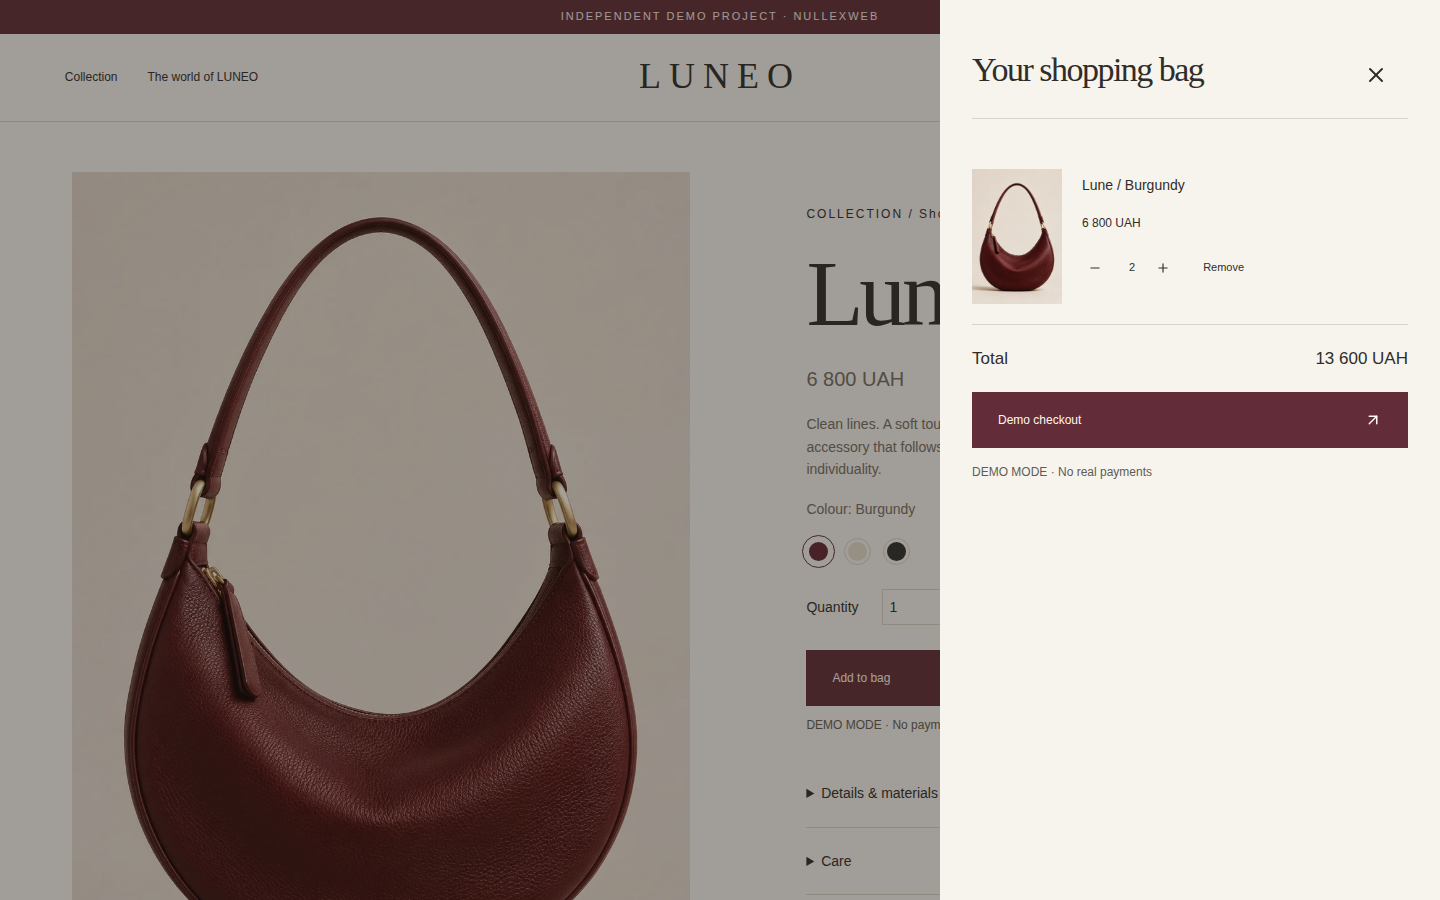 INDEPENDENT DEMO PROJECT · NULLEXWEB
Collection
The world of LUNEO
LUNEO
COLLECTION /
Lun
6 800 UAH
Clean lines. A soft tou
accessory that follows
individuality.
Colour: Burgundy
Quantity
1
Add to bag
DEMO MODE · No paym
Details & materials
Care
Your shopping bag
Lune / Burgundy
6 800 UAH
2
Remove
Total
13 600 UAH
Demo checkout
DEMO MODE · No real payments